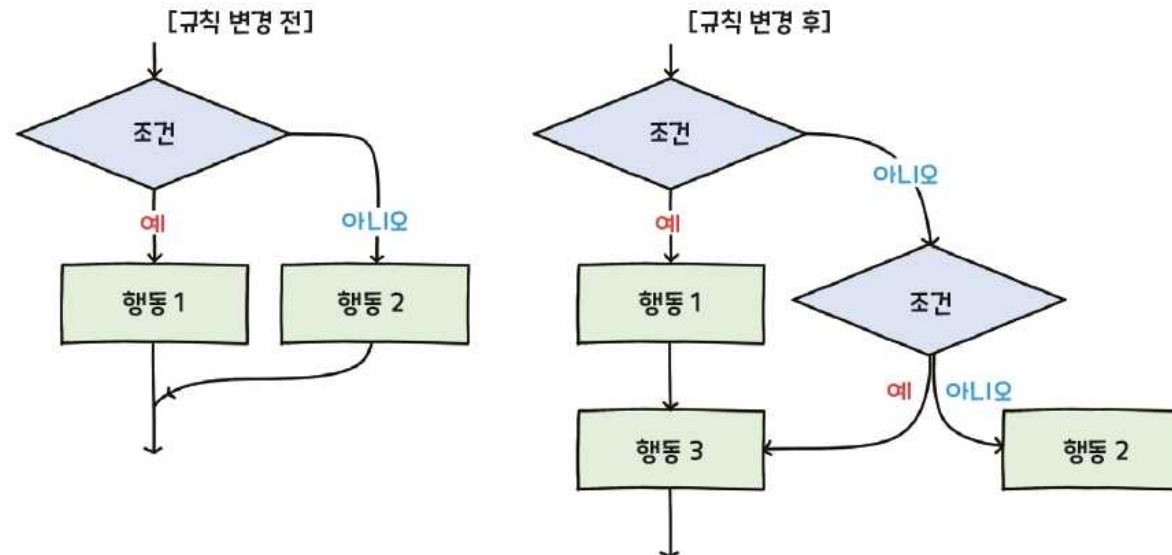 [규칙 변경 전]
조건
예
아니오
행동 1
행동 2
[규칙 변경 후]
조건
아니오
예
행동 1
조건
예
아니오
행동 3
행동 2